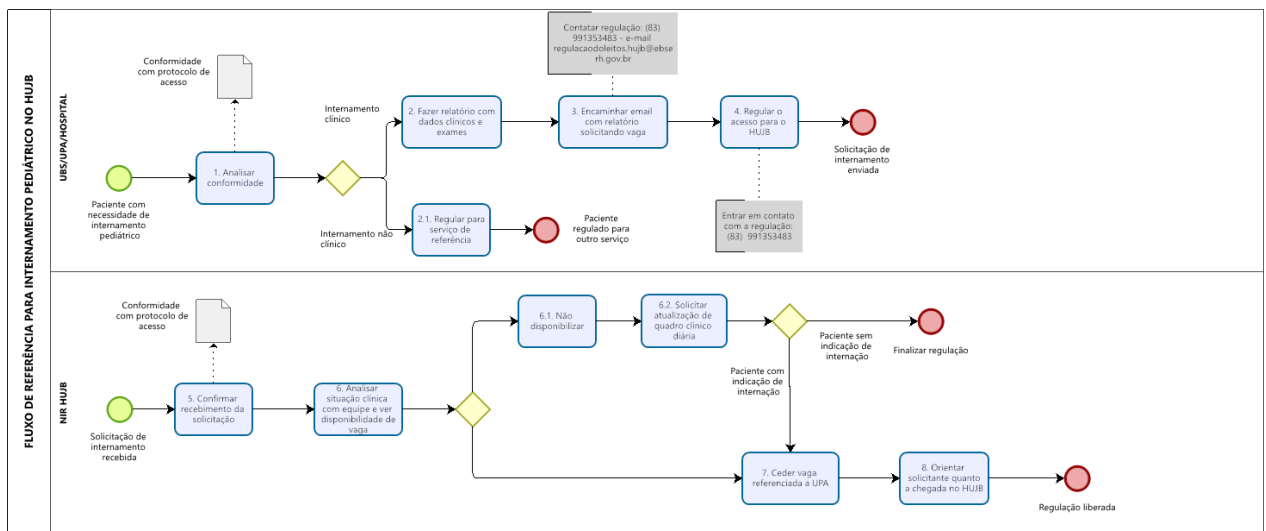 FLUXO DE REFERÊNCIA PARA INTERNAMENTO PEDIÁTRICO NO HUJB
UBS/UPA/HOSPITAL
Paciente com
necessidade de
internamento
pediátrico
Conformidade
com protocolo de
acesso
1. Analisar
conformidade
Internamento
clínico
Internamento não
clínico
2. Fazer relatório com
dados clínicos e
exames
2.1. Regular para
serviço de
referência
Paciente
regulado para
outro serviço
Contatar regulação: (83)
991353483 - e-mail
regulacaodoleitos.hujb@ebse
rh.gov.br
3. Encaminhar email
com relatório
solicitando vaga
4. Regular o
acesso para o
HUJB
Entrar em contato
com a regulação:
(83) 991353483
Solicitação de
internamento
enviada
NIR HUJB
Solicitação de
internamento
recebida
Conformidade
com protocolo de
acesso
5. Confirmar
recebimento da
solicitação
6. Analisar
situação clínica
com equipe e ver
disponibilidade de
vaga
6.1. Não
disponibilizar
6.2. Solicitar
atualização de
quadro clínico
diária
Paciente sem
indicação de
internação
Finalizar regulação
Paciente com
indicação de
internação
7. Ceder vaga
referenciada a UPA
8. Orientar
solicitante quanto
a chegada no HUJB
Regulação liberada